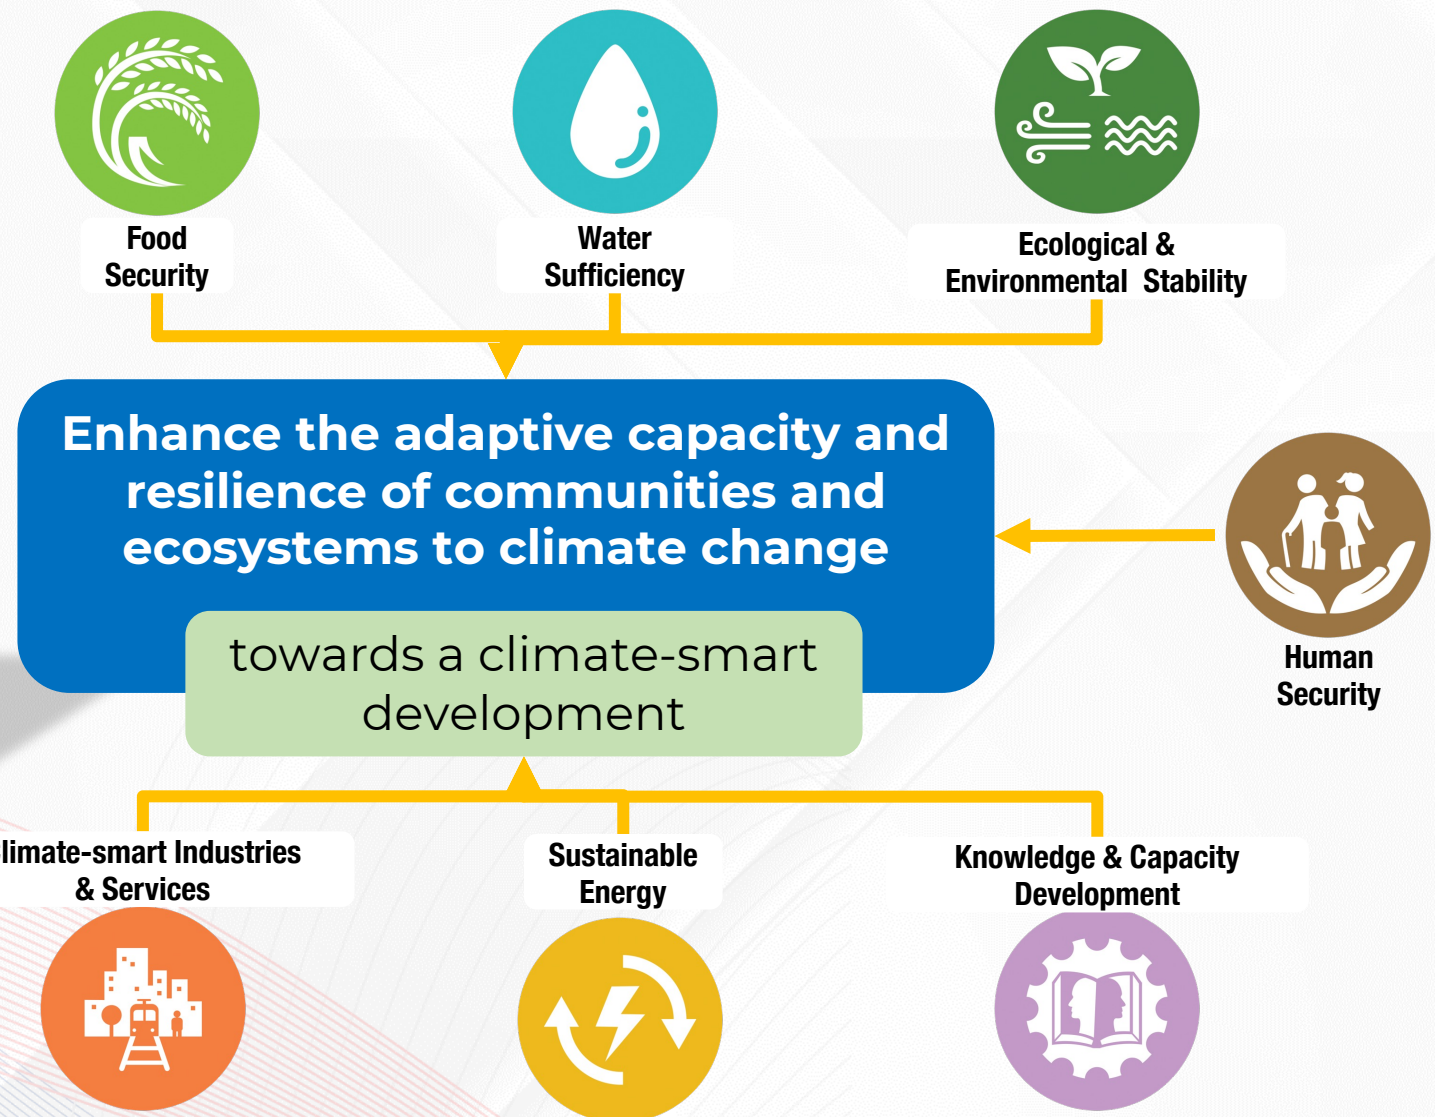 Food
Security
Water
Sufficiency
Ecological &
Environmental Stability
Enhance the adaptive capacity and
resilience of communities and
ecosystems to climate change
towards a climate-smart
development
Human
Security
limate-smart Industries
& Services
Sustainable
Energy
Knowledge & Capacity
Development